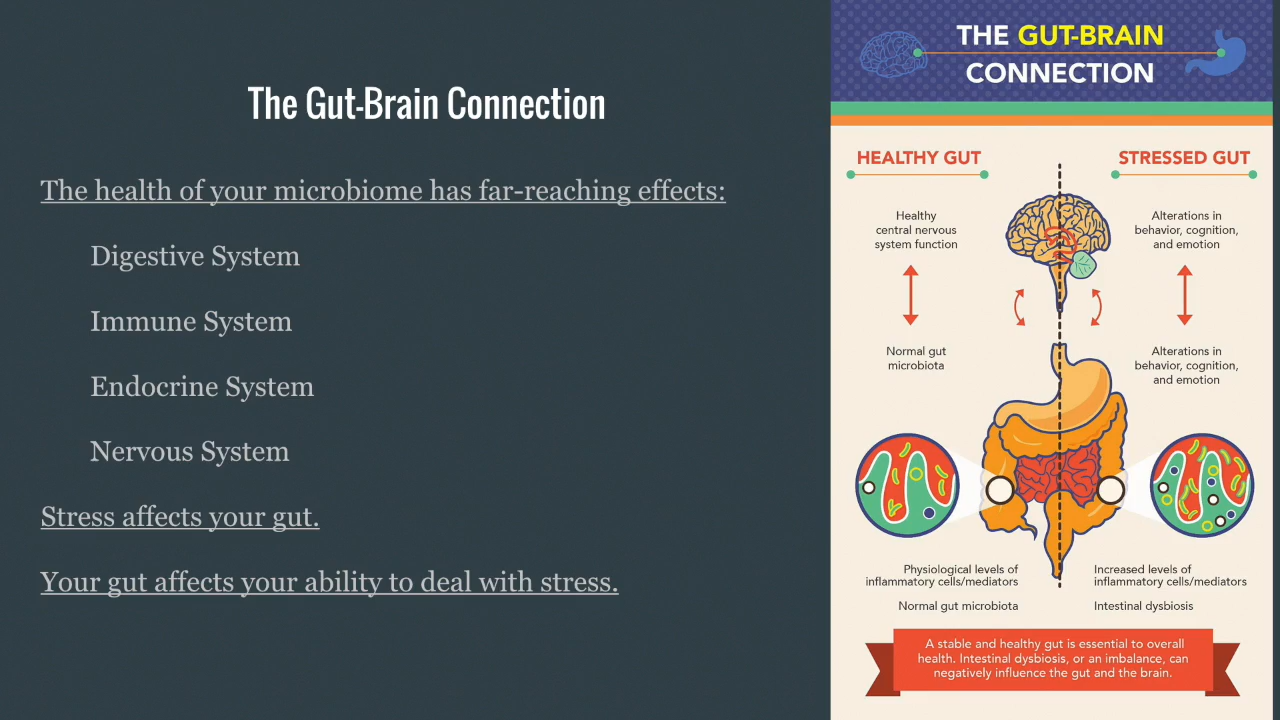 The Gut-Brain Connection
The health of your microbiome has far-reaching effects:
Digestive System
Immune System
Endocrine System
Nervous System
Stress affects your gut.
Your gut affects your ability to deal with stress.
THE GUT-BRAIN
CONNECTION
HEALTHY GUT
Healthy
central nervous
system function
Normal gut
microbiota
STRESSED GUT
Alterations in
behavior, cognition,
and emotion
Alterations in
behavior, cognition,
and emotion
Physiological levels of
inflammatory cells/mediators
Normal gut microbiota
Increased levels of
inflammatory cells/mediators
Intestinal dysbiosis
A stable and healthy gut is essential to overall
health. Intestinal dysbiosis, or an imbalance, can
negatively influence the gut and the brain.